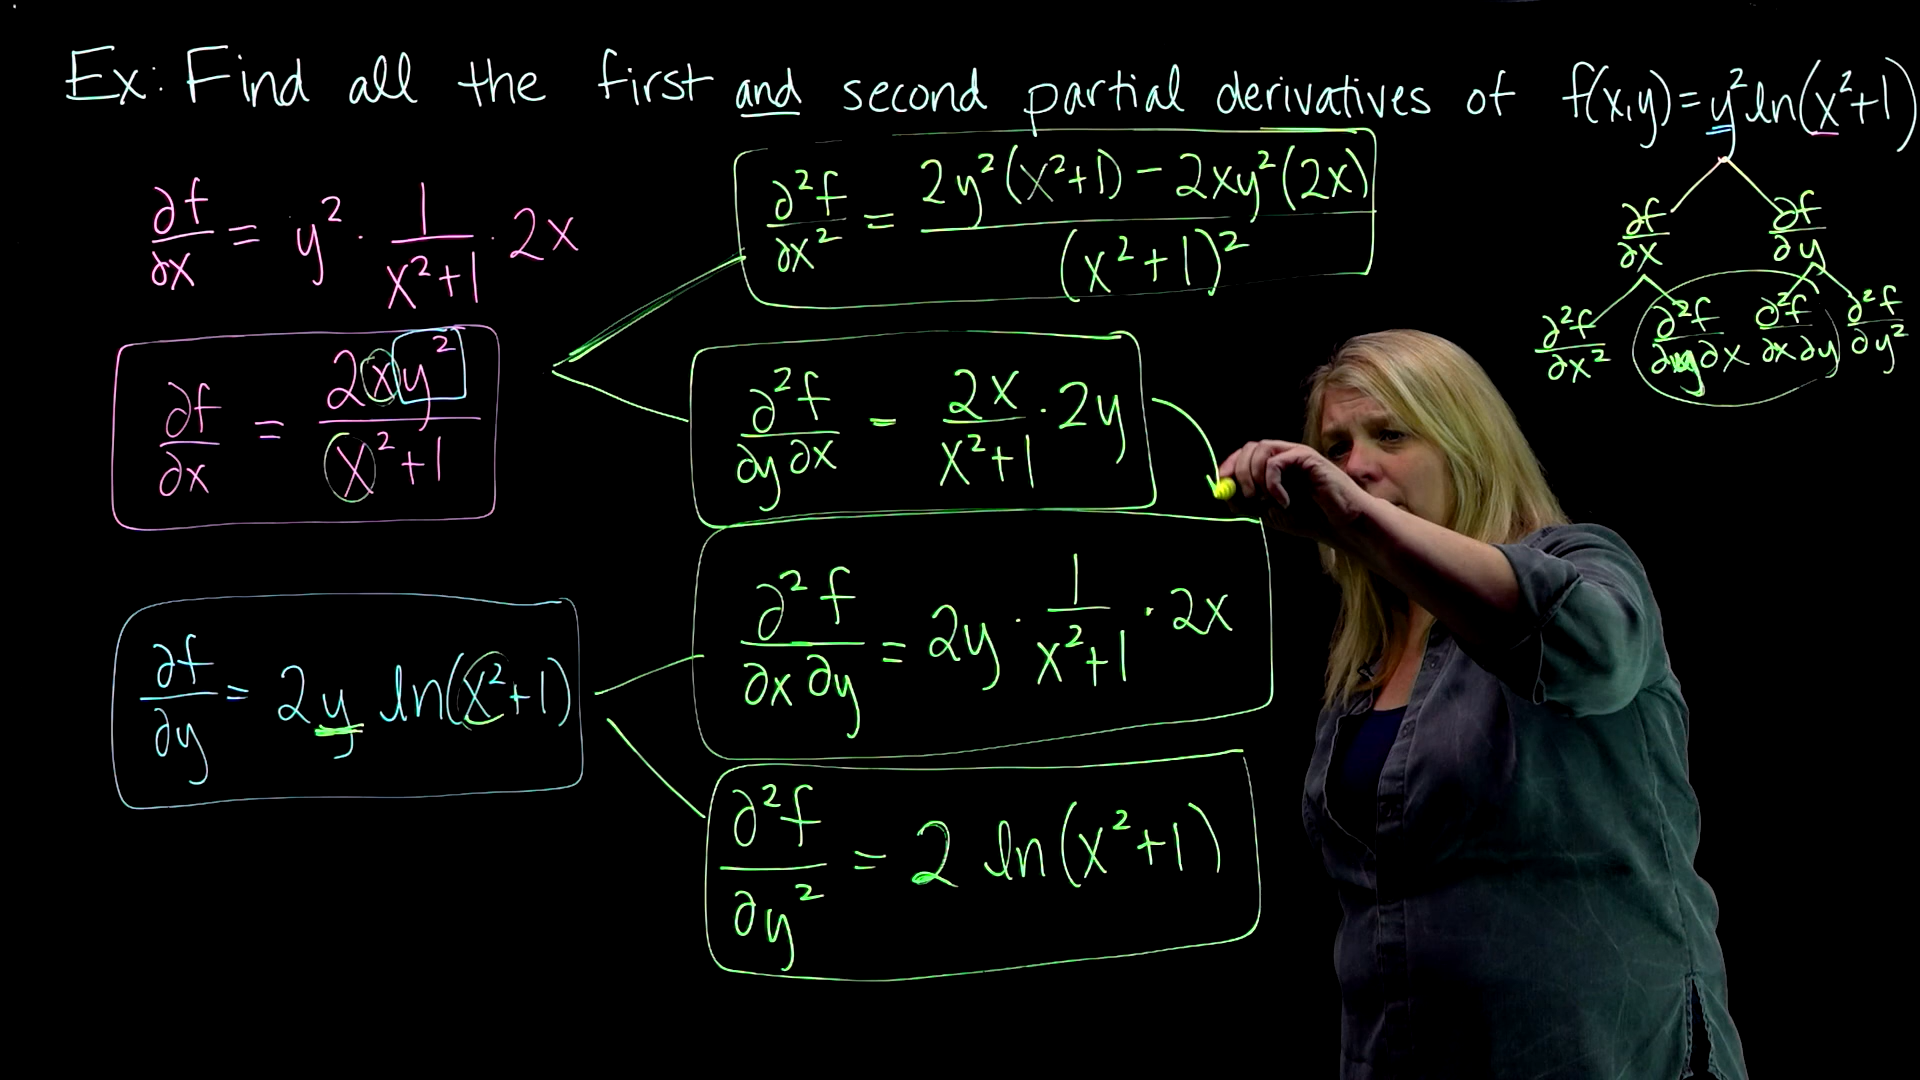 Ex: Find all the first and second partial derivatives of f(x,y)=y²ln(x²+1)
∂f/∂x = y² · 1/(x²+1) · 2x
∂f/∂x = 2xy²/(x²+1)
∂f/∂y = 2y ln(x²+1)
∂²f/∂x² = (2y²(x²+1) - 2xy²(2x))/(x²+1)²
∂²f/∂y∂x - 2x/(x²+1) · 2y
∂²f/∂x∂y = 2y · 1/(x²+1) · 2x
∂²f/∂y² = 2 ln(x²+1)
∂f/∂x ∂f/∂y
∂²f/∂x² ∂²f/∂y∂x ∂²f/∂x∂y ∂²f/∂y²